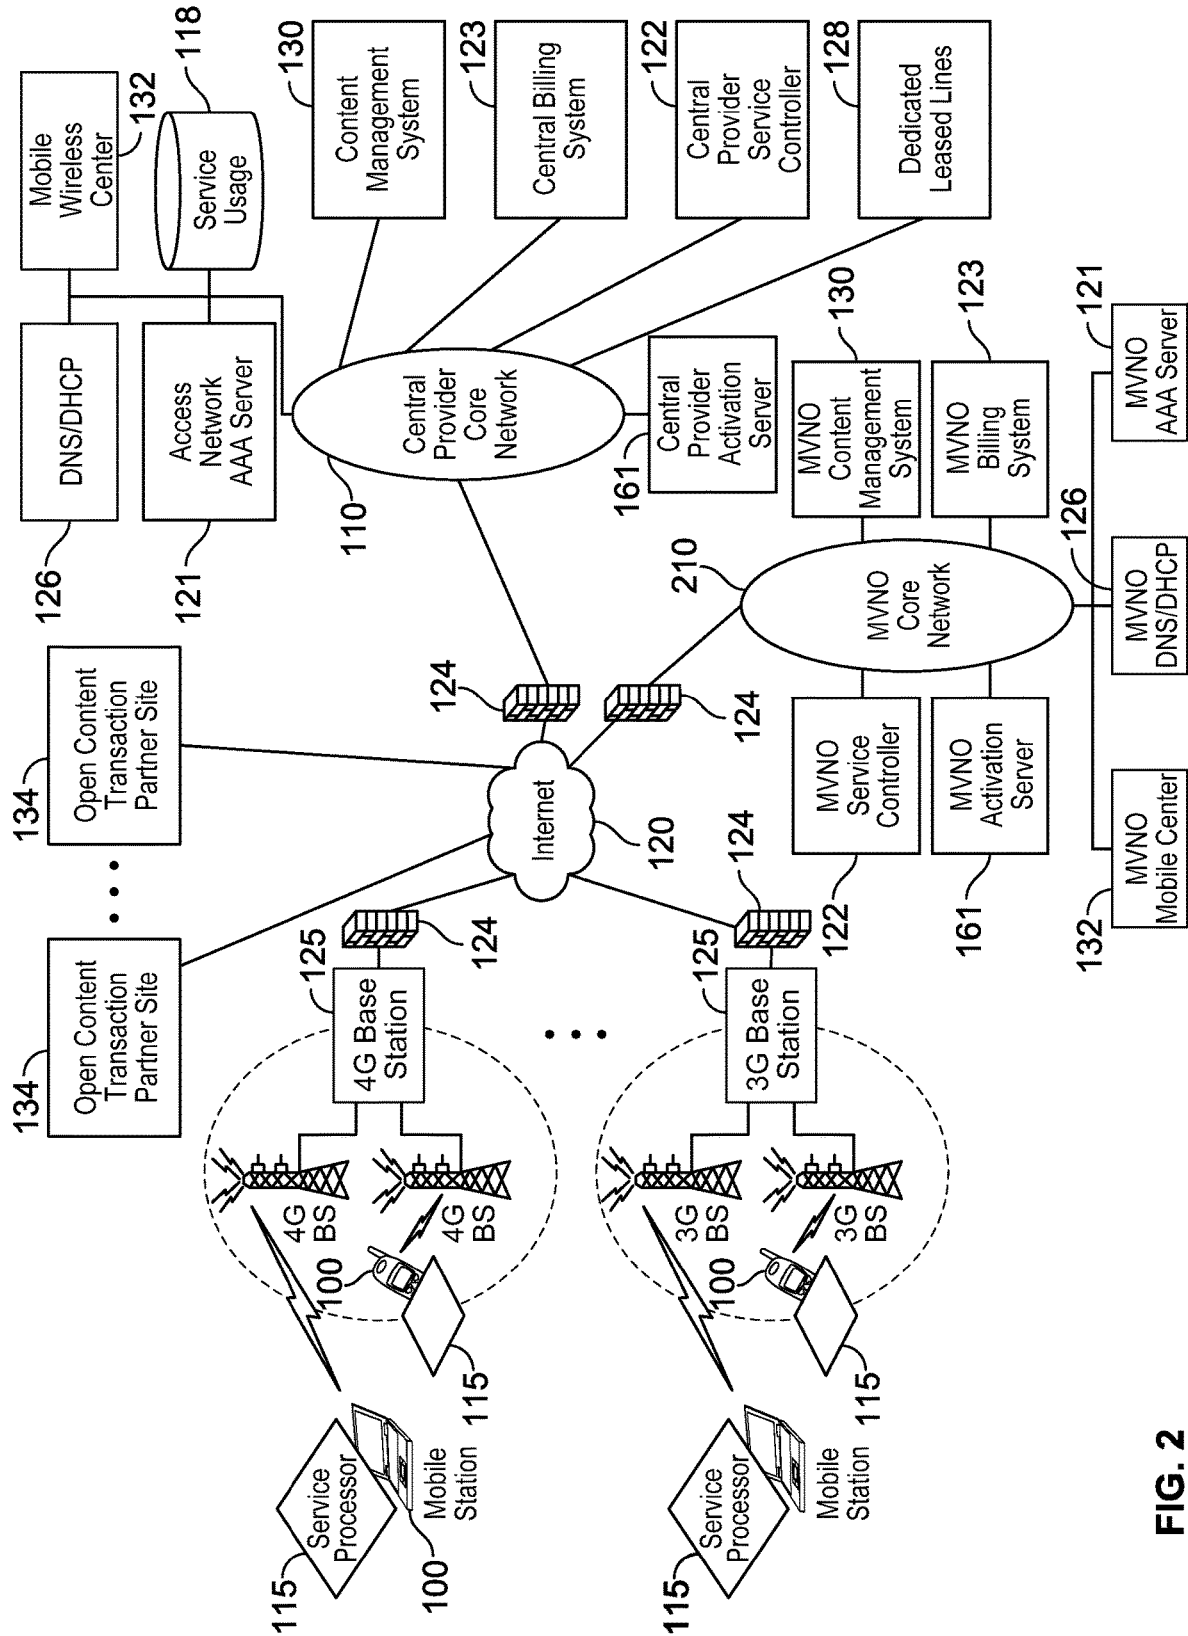 134
Open Content
Transaction
Partner Site
134
Open Content
Transaction
Partner Site
126
DNS/DHCP
Mobile
Wireless
Center
132
121
Access
Network
AAA Server
Service
Usage
118
115
Service
Processor
100
Mobile
Station
115
100
4G
BS
4G
BS
4G Base
Station
125
124
Internet
120
124
124
110
Central
Provider
Core
Network
Content
Management
System
130
Central Billing
System
123
Central
Provider
Service
Controller
122
Dedicated
Leased Lines
128
161
Central
Provider
Activation
Server
115
Service
Processor
Mobile
Station
115
100
3G
BS
3G
BS
3G Base
Station
125
124
210
MVNO
Core
Network
122
MVNO
Service
Controller
MVNO
Content
Management
System
130
161
MVNO
Activation
Server
MVNO
Billing
System
123
132
MVNO
Mobile Center
126
MVNO
DNS/DHCP
121
MVNO
AAA Server
FIG. 2